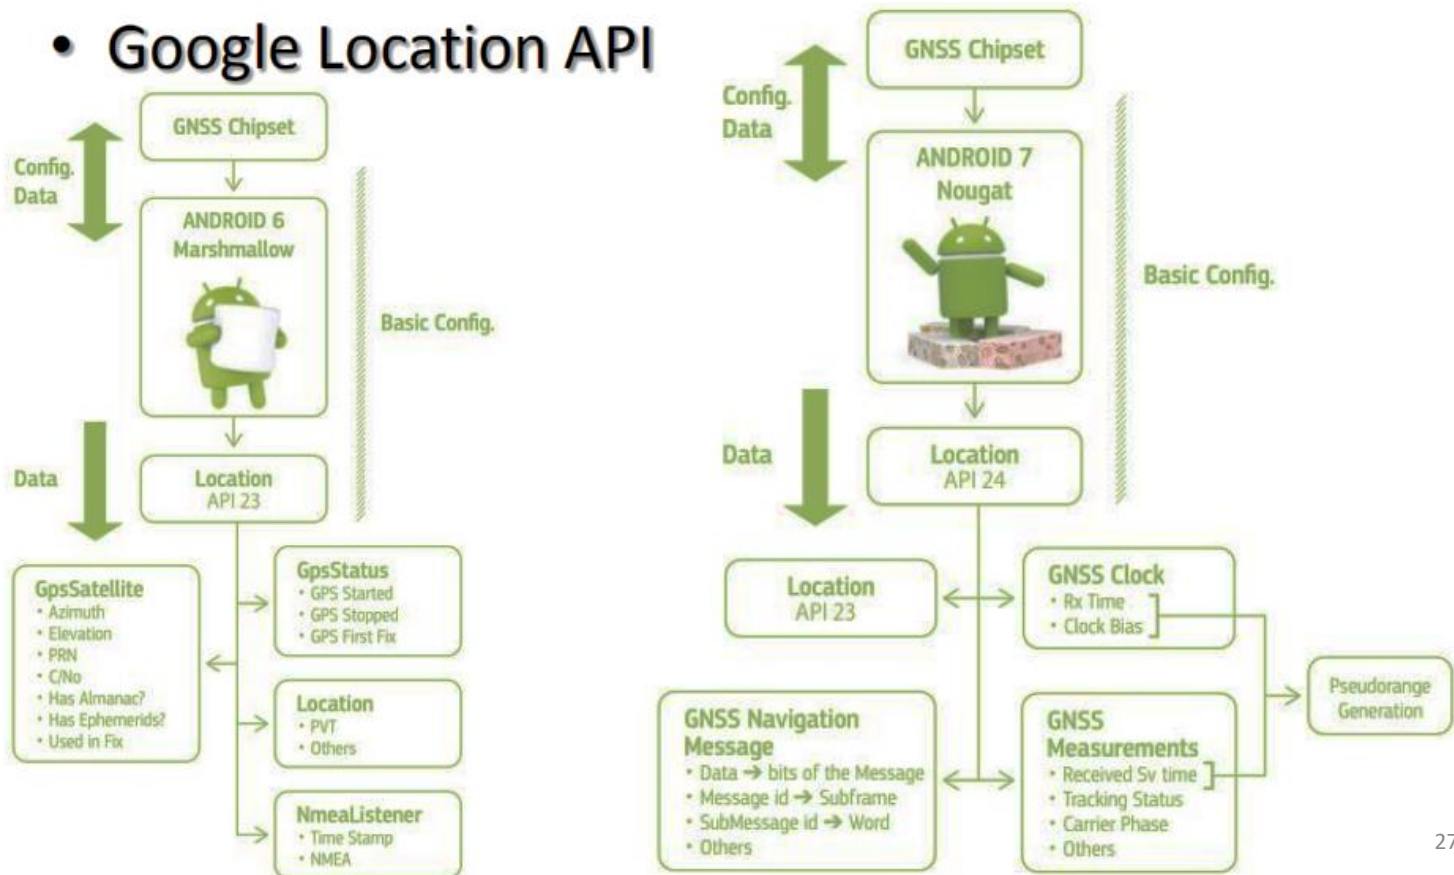 • Google Location API
GNSS Chipset
Config.
Data
ANDROID 6
Marshmallow
Basic Config.
Data
Location
API 23
GpsSatellite
• Azimuth
• Elevation
• PRN
• C/No
• Has Almanac?
• Has Ephemerids?
• Used in Fix
GpsStatus
• GPS Started
• GPS Stopped
• GPS First Fix
Location
• PVT
• Others
NmeaListener
• Time Stamp
• NMEA
GNSS Chipset
Config.
Data
ANDROID 7
Nougat
Basic Config.
Data
Location
API 24
Location
API 23
GNSS Clock
• Rx Time
• Clock Bias
GNSS Navigation
Message
• Data → bits of the Message
• Message id → Subframe
• SubMessage id → Word
• Others
GNSS
Measurements
• Received Sv time
• Tracking Status
• Carrier Phase
• Others
Pseudorange
Generation
27